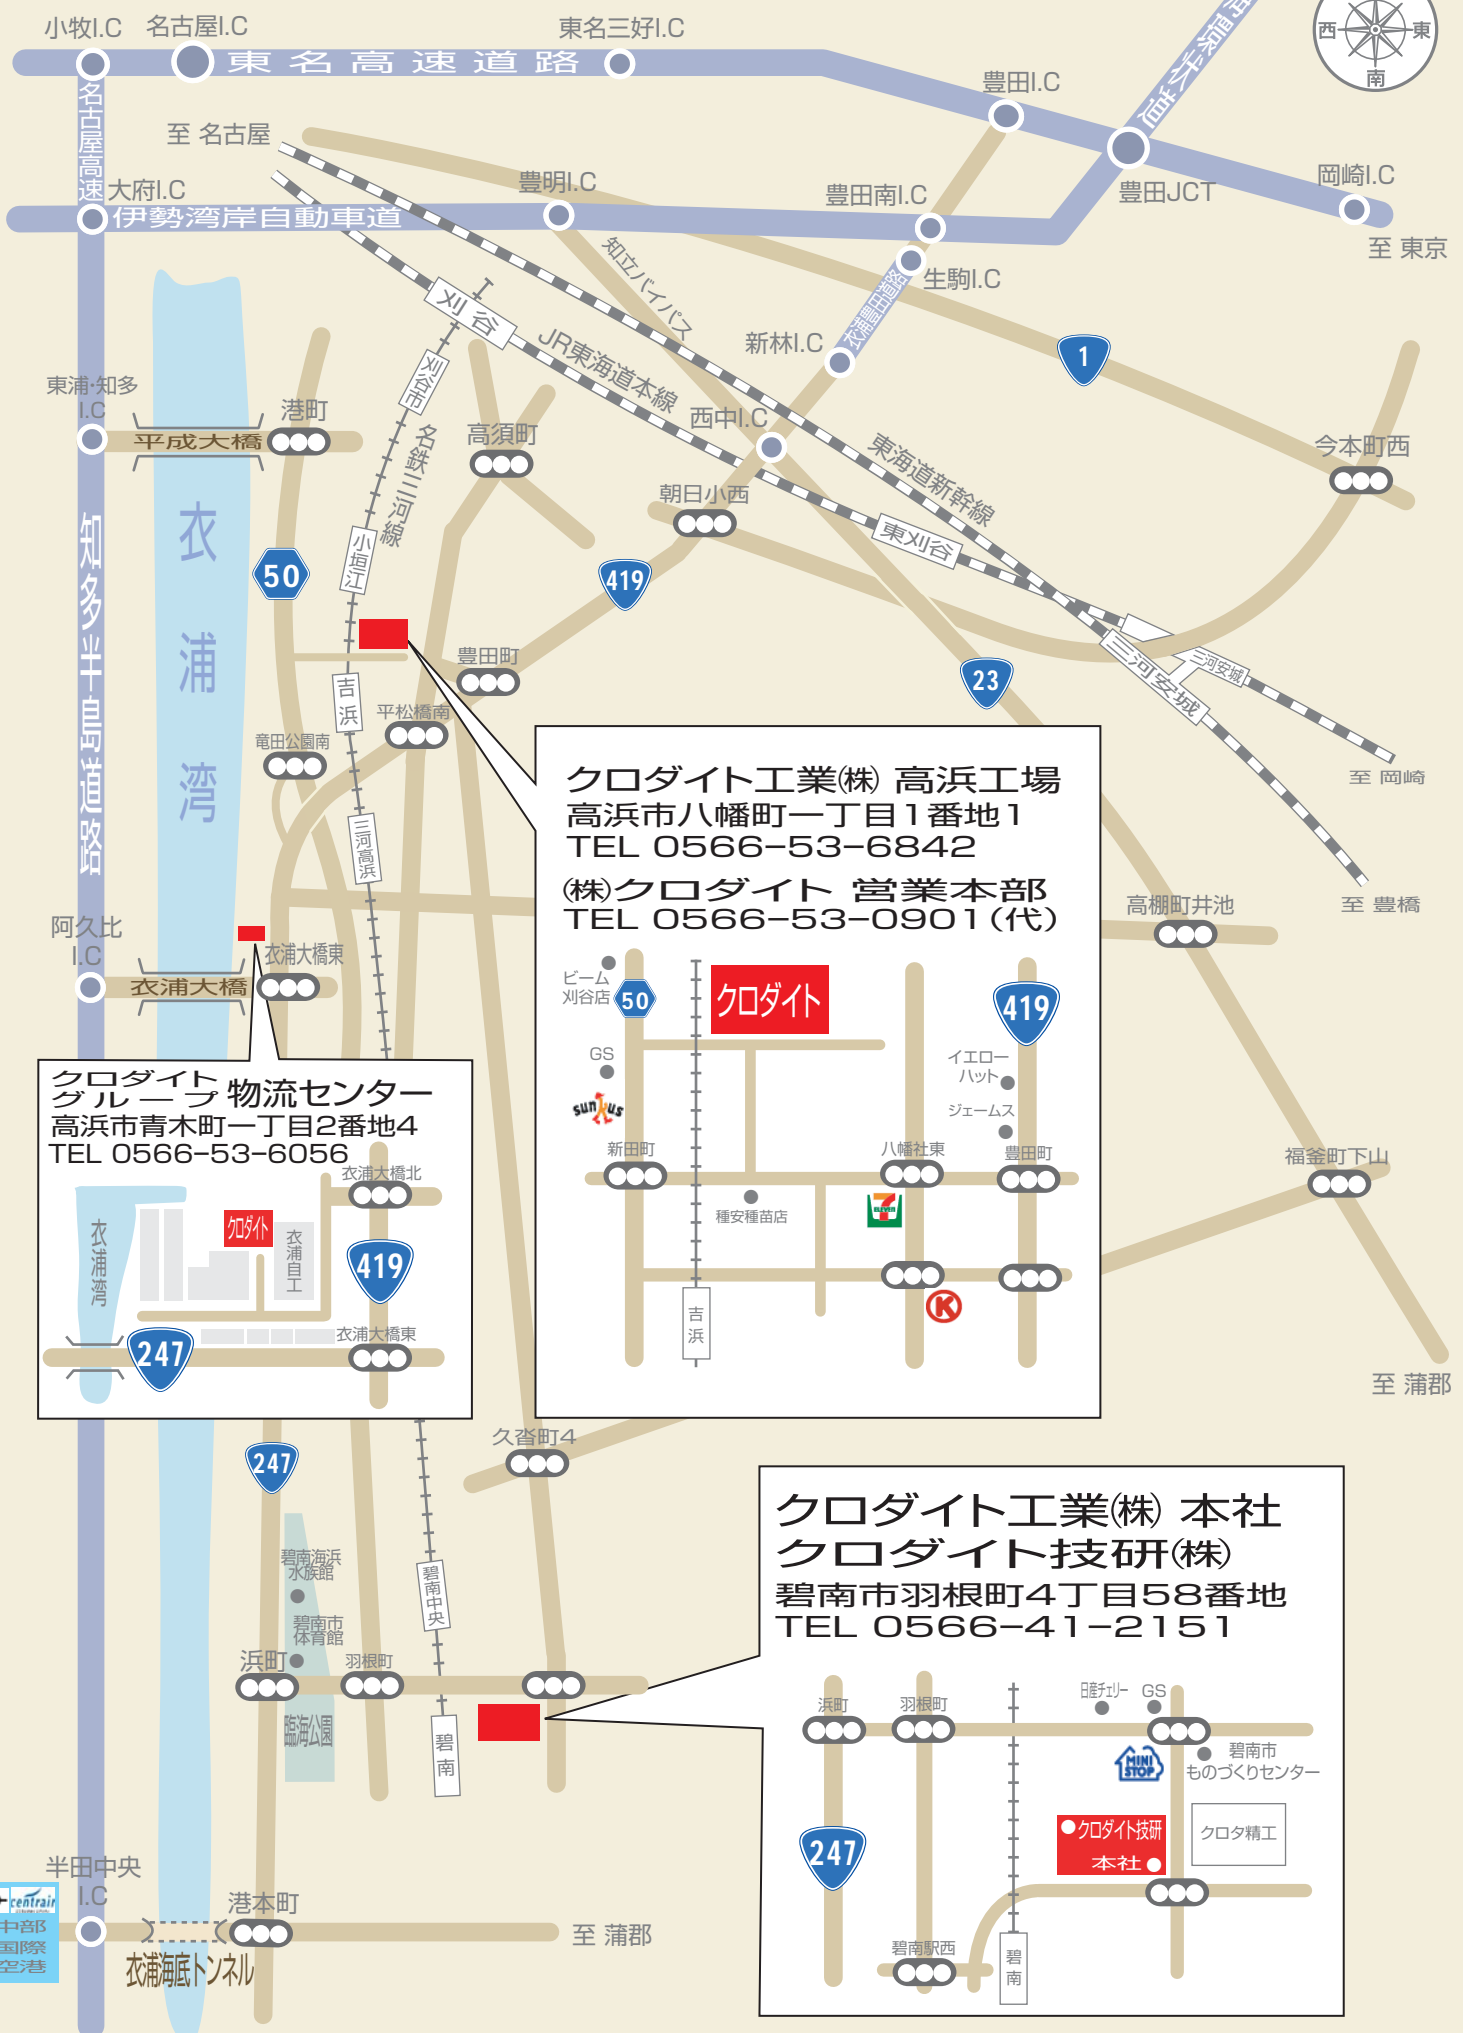 小牧I.C
名古屋I.C
東名三好I.C
東名高速道路
豊田I.C
西
東
南
名古屋高速
至 名古屋
大府I.C
豊明I.C
豊田南I.C
豊田JCT
岡崎I.C
伊勢湾岸自動車道
至 東京
知立バイパス
生駒I.C
衣浦豊田道路
刈谷
JR東海道本線
新林I.C
1
刈谷市
東浦・知多
I.C
港町
平成大橋
名鉄三河線
高須町
西中I.C
東海道新幹線
今本町西
朝日小西
東刈谷
知多半島道路
衣浦湾
小垣江
50
419
豊田町
三河安城
三河安城
23
吉浜
平松橋南
竜田公園南
至 岡崎
三河高浜
クロダイト工業㈱ 高浜工場
高浜市八幡町一丁目1番地1
TEL 0566-53-6842
㈱クロダイト 営業本部
TEL 0566-53-0901(代)
高棚町井池
至 豊橋
阿久比
I.C
衣浦大橋東
衣浦大橋
ビーム
刈谷店
50
クロダイト
419
GS
sunkus
イエロー
ハット
ジェームス
新田町
八幡社東
豊田町
種安種苗店
7
ELEVEN
K
吉浜
クロダイト
グループ 物流センター
高浜市青木町一丁目2番地4
TEL 0566-53-6056
衣浦大橋北
衣浦湾
クロダイト
衣浦自工
419
衣浦大橋東
247
福釜町下山
至 蒲郡
久沓町4
247
碧南海浜
水族館
碧南市
体育館
碧南中央
浜町
羽根町
臨海公園
碧南
クロダイト工業㈱ 本社
クロダイト技研㈱
碧南市羽根町4丁目58番地
TEL 0566-41-2151
浜町
羽根町
日産チェリー
GS
MINI
STOP
碧南市
ものづくりセンター
247
クロダイト技研
本社
クロタ精工
碧南駅西
碧南
半田中央
I.C
centrair
中部
国際
空港
港本町
至 蒲郡
衣浦海底トンネル